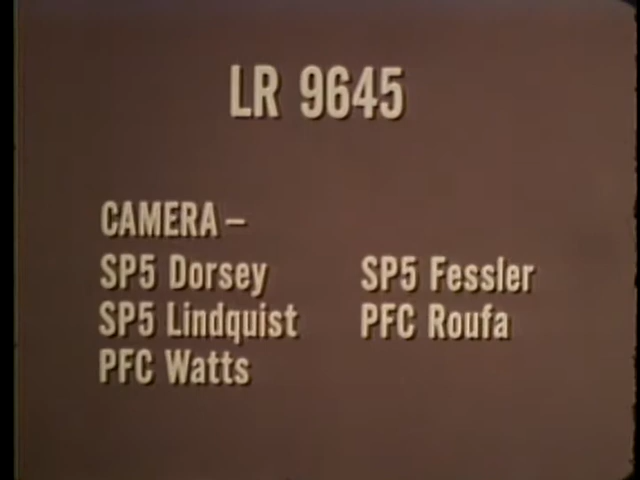 LR 9645
CAMERA –
SP5 Dorsey SP5 Fessler
SP5 Lindquist PFC Roufa
PFC Watts